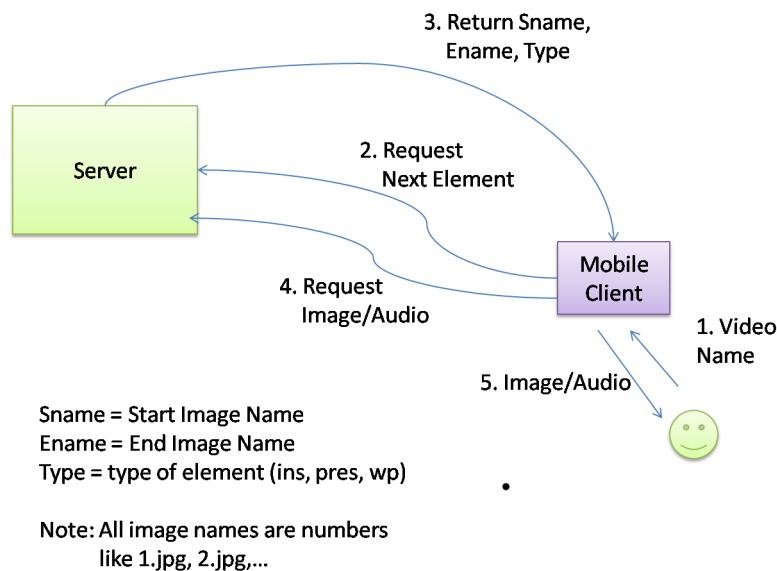 3. Return Sname,
Ename, Type
Server
2. Request
Next Element
Mobile
Client
4. Request
Image/Audio
1. Video
Name
5. Image/Audio
Sname = Start Image Name
Ename = End Image Name
Type = type of element (ins, pres, wp)
Note: All image names are numbers
like 1.jpg, 2.jpg,...